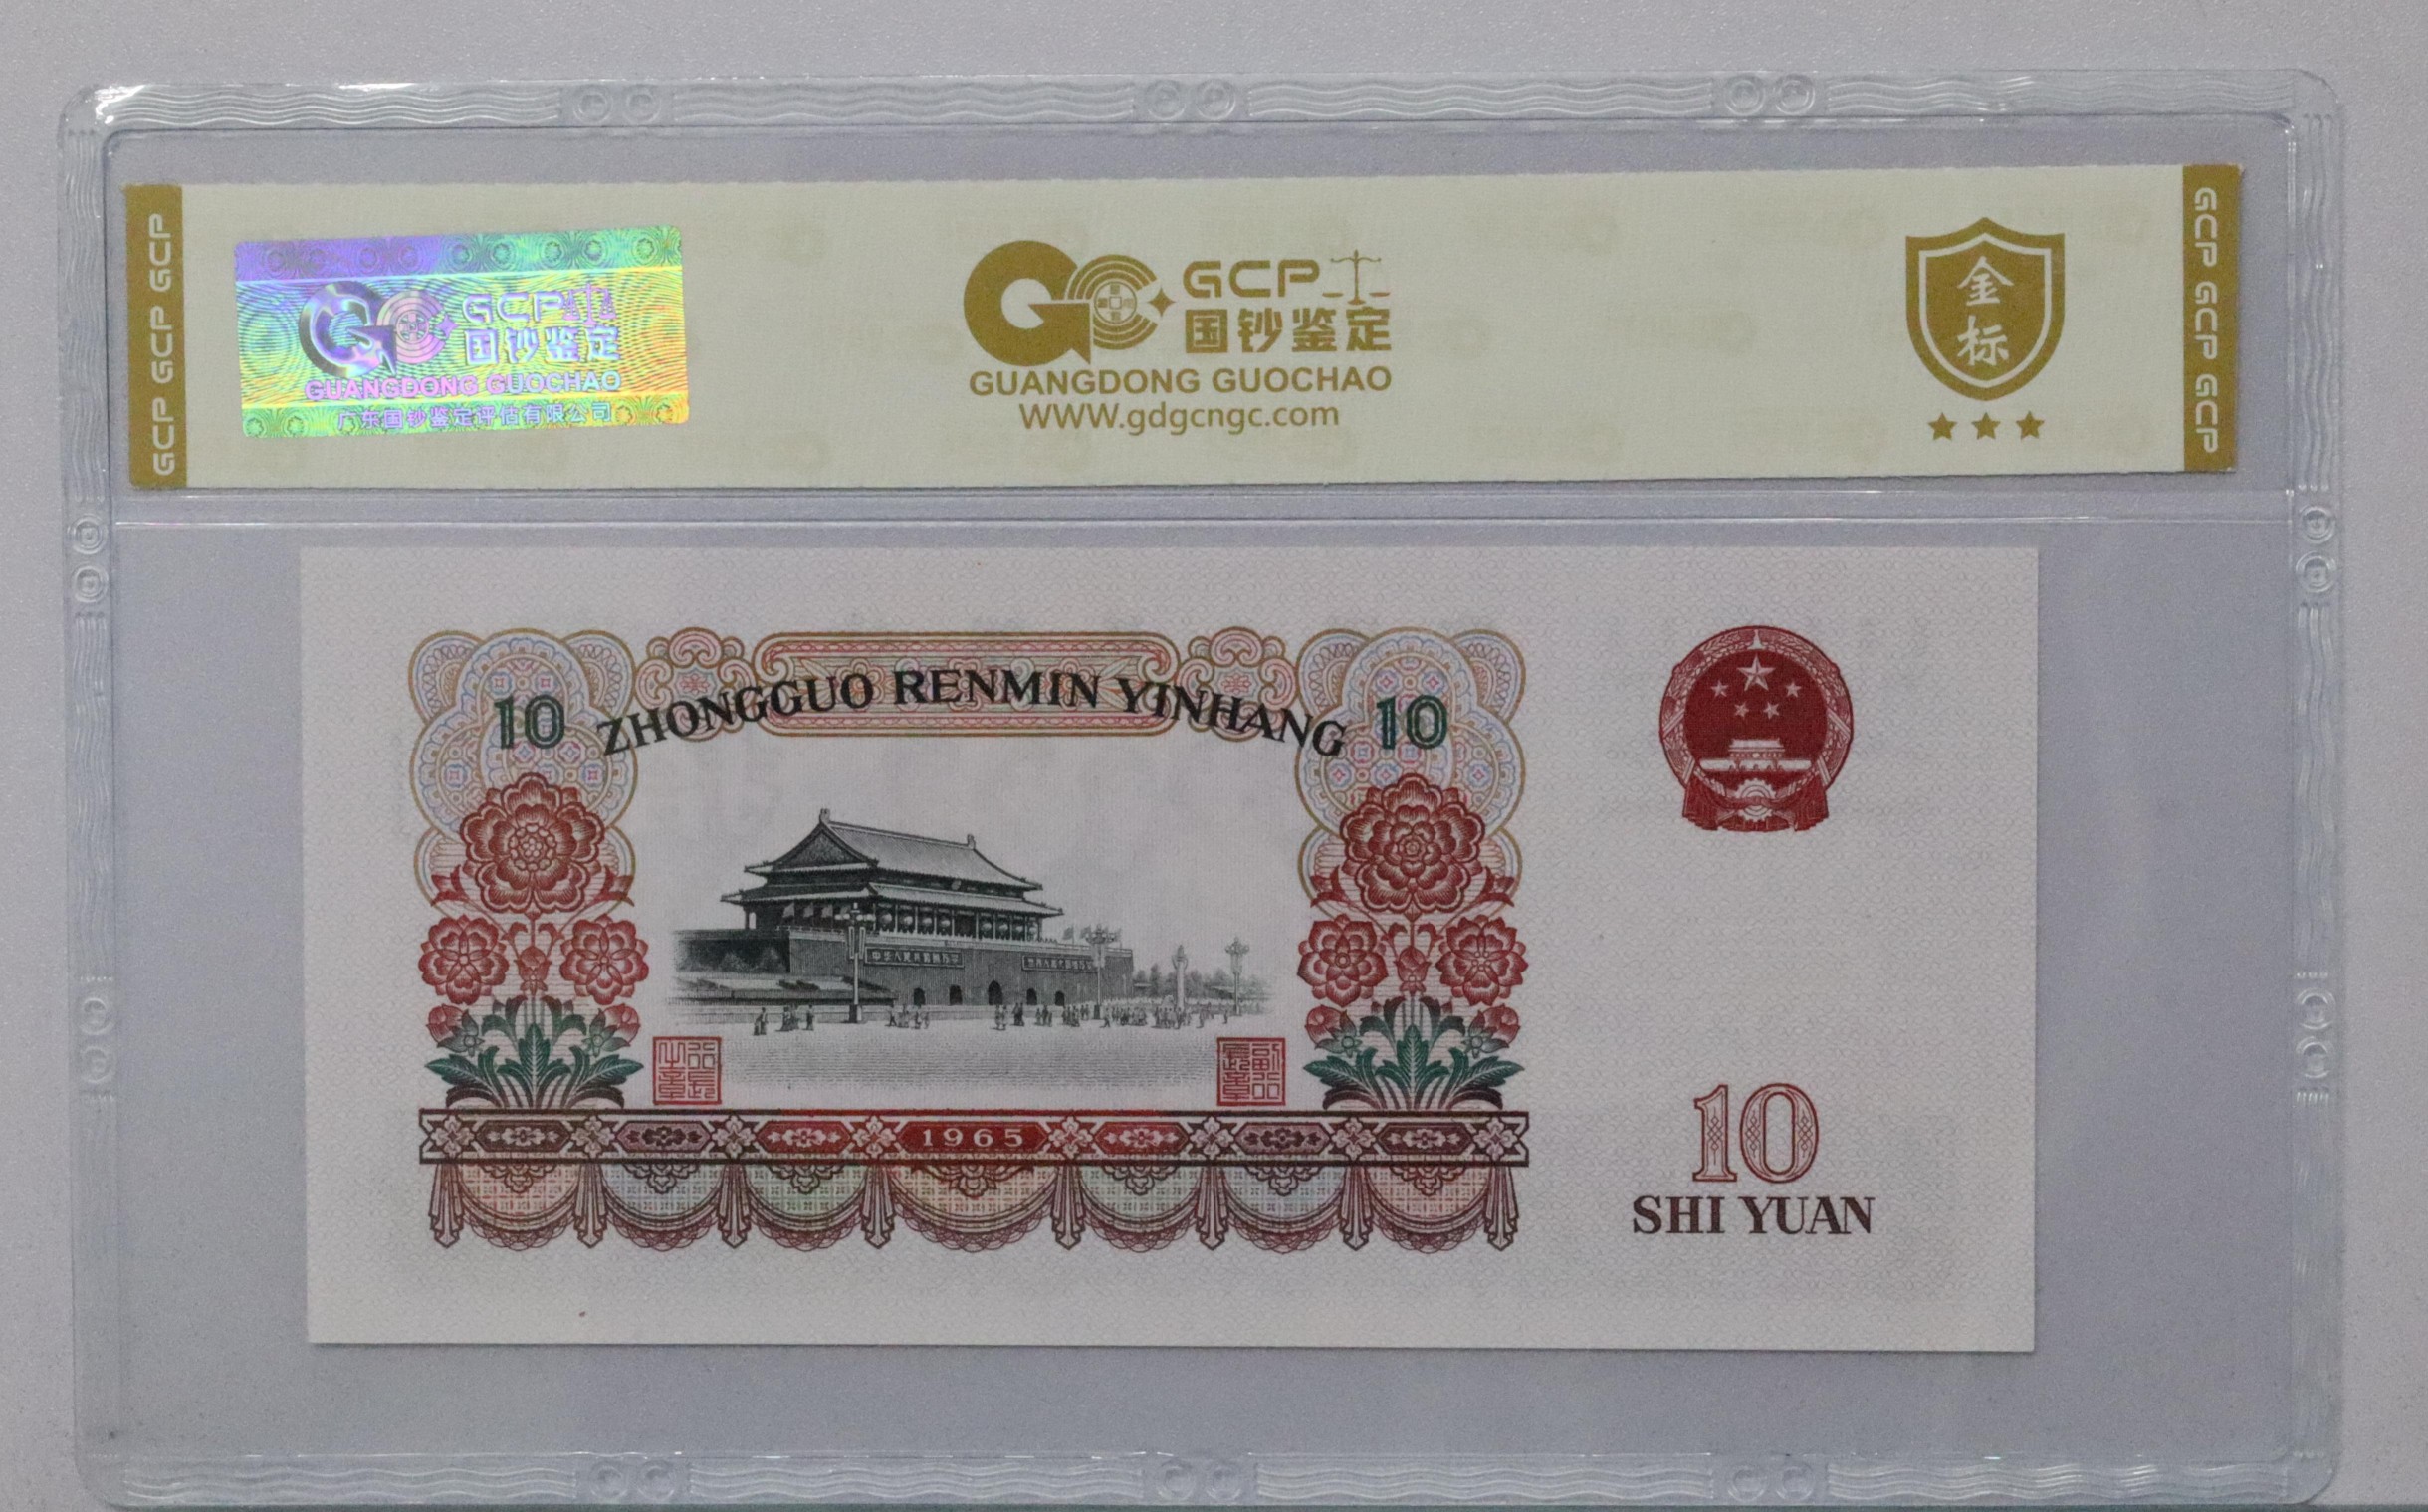 GCP GCP GCP
GCP
国钞鉴定
GUANGDONG GUOCHAO
广东国钞鉴定评估有限公司
GCP
国钞鉴定
GUANGDONG GUOCHAO
WWW.gdgcngc.com
金
标
GCP GCP GCP
10 ZHONGGUO RENMIN YINHANG 10
1965
10
SHI YUAN